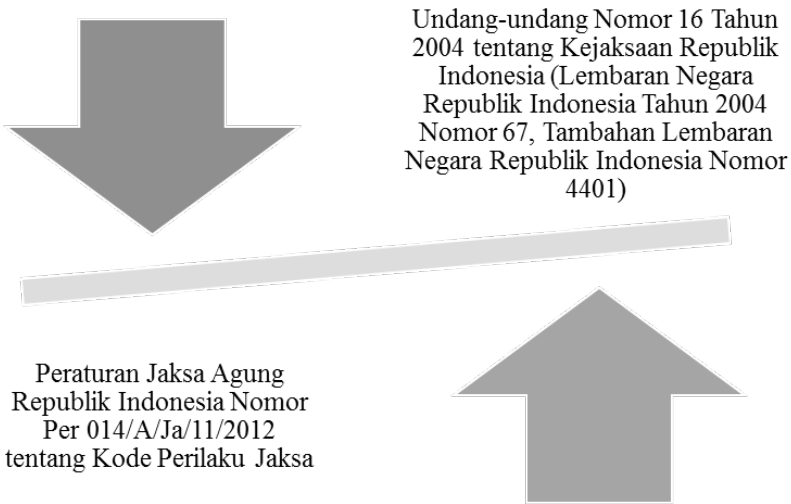 Undang-undang Nomor 16 Tahun
2004 tentang Kejaksaan Republik
Indonesia (Lembaran Negara
Republik Indonesia Tahun 2004
Nomor 67, Tambahan Lembaran
Negara Republik Indonesia Nomor
4401)
Peraturan Jaksa Agung
Republik Indonesia Nomor
Per 014/A/Ja/11/2012
tentang Kode Perilaku Jaksa